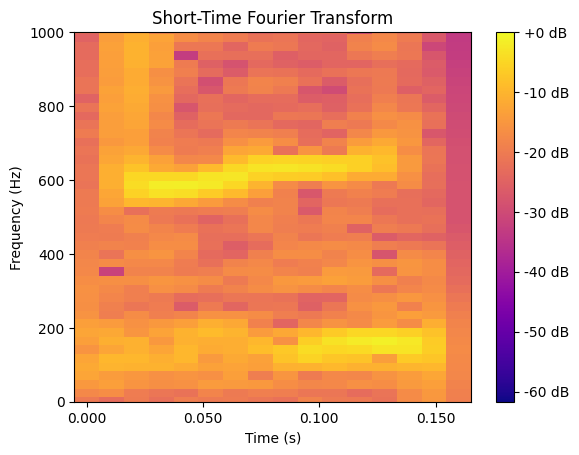 Short-Time Fourier Transform
Frequency (Hz)
1000
800
600
400
200
0
0.000
0.050
0.100
0.150
Time (s)
+0 dB
-10 dB
-20 dB
-30 dB
-40 dB
-50 dB
-60 dB